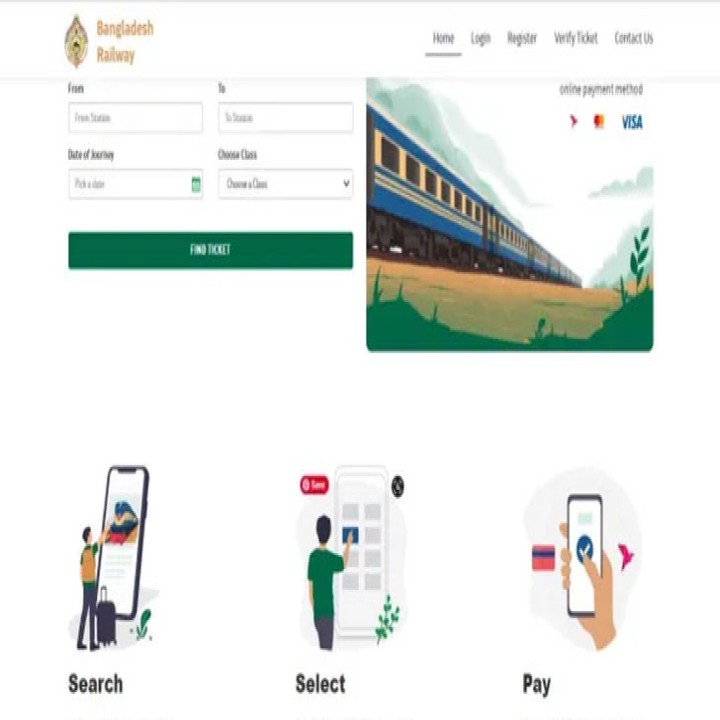 Bangladesh
Railway
Home Login Register Verify Ticket Contact Us
From To
From Station To Station
Date of Journey Choose Class
Pick a date Choose a Class
FIND TICKET
online payment method
VISA
Save
Search Select Pay